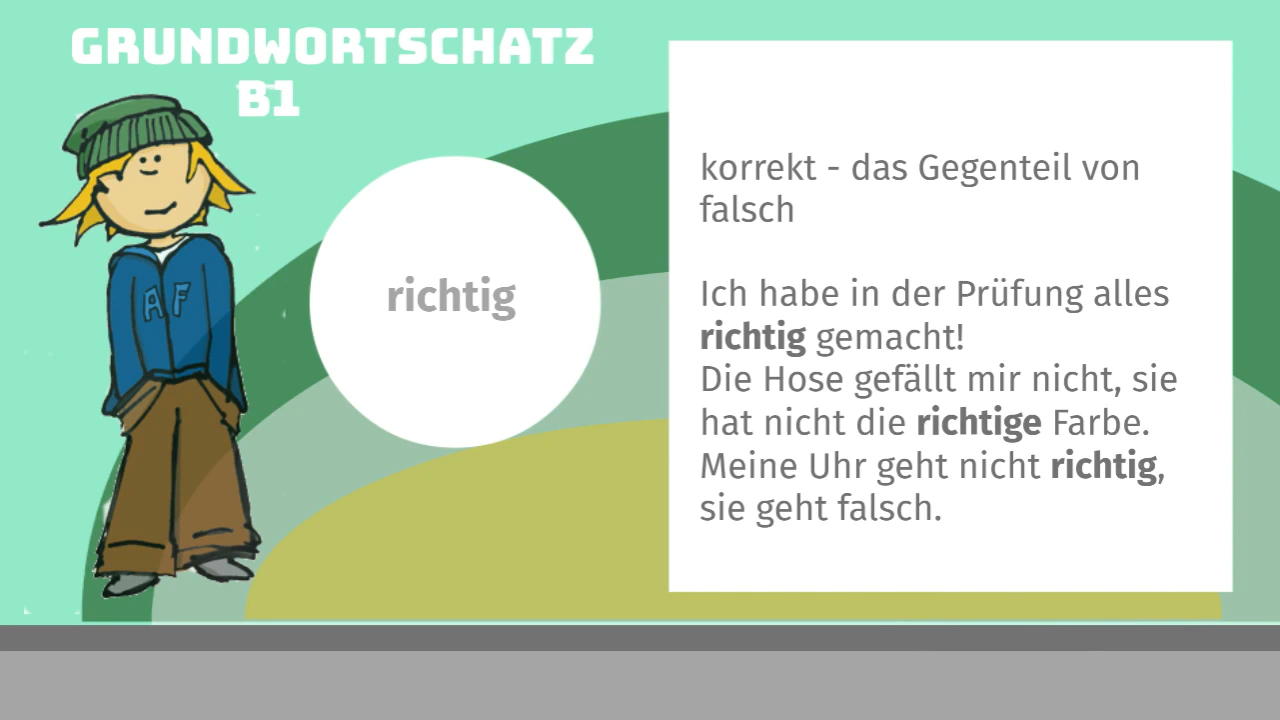 GRUNDWORTSCHATZ
B1
AF
richtig
korrekt - das Gegenteil von
falsch
Ich habe in der Prüfung alles
richtig gemacht!
Die Hose gefällt mir nicht, sie
hat nicht die richtige Farbe.
Meine Uhr geht nicht richtig,
sie geht falsch.